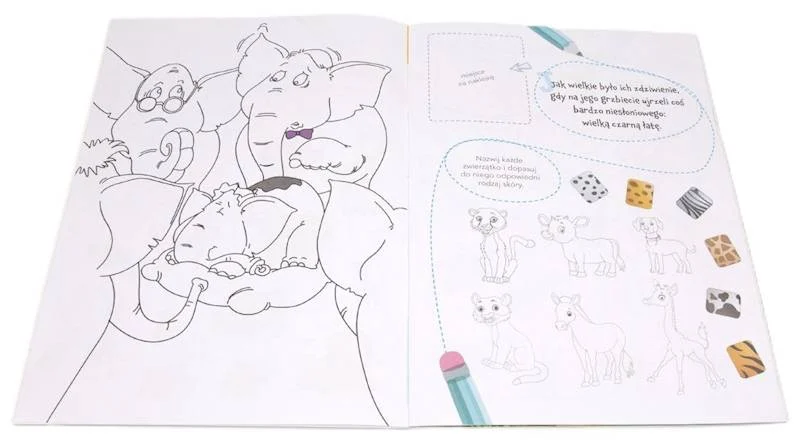 miejsce
na naklejkę
Jak wielkie było ich zdziwienie,
gdy na jego grzbiecie ujrzeli coś
bardzo niesłoniowego:
wielką czarną łatę.
Nazwij każde
zwierzątko i dopasuj
do niego odpowiedni
rodzaj skóry.